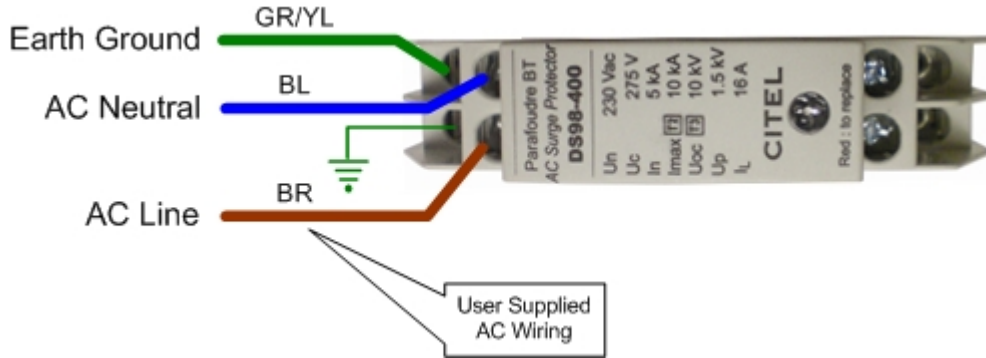 GR/YL
Earth Ground
BL
AC Neutral
BR
AC Line
User Supplied
AC Wiring
Parafoudre BT
AC Surge Protector
DS98-400
Un 230 Vac
Uc 275 V
In 5 kA
Imax T2 10 kA
Uoc T3 10 kV
Up 1.5 kV
IL 16 A
CITEL
Red : to replace